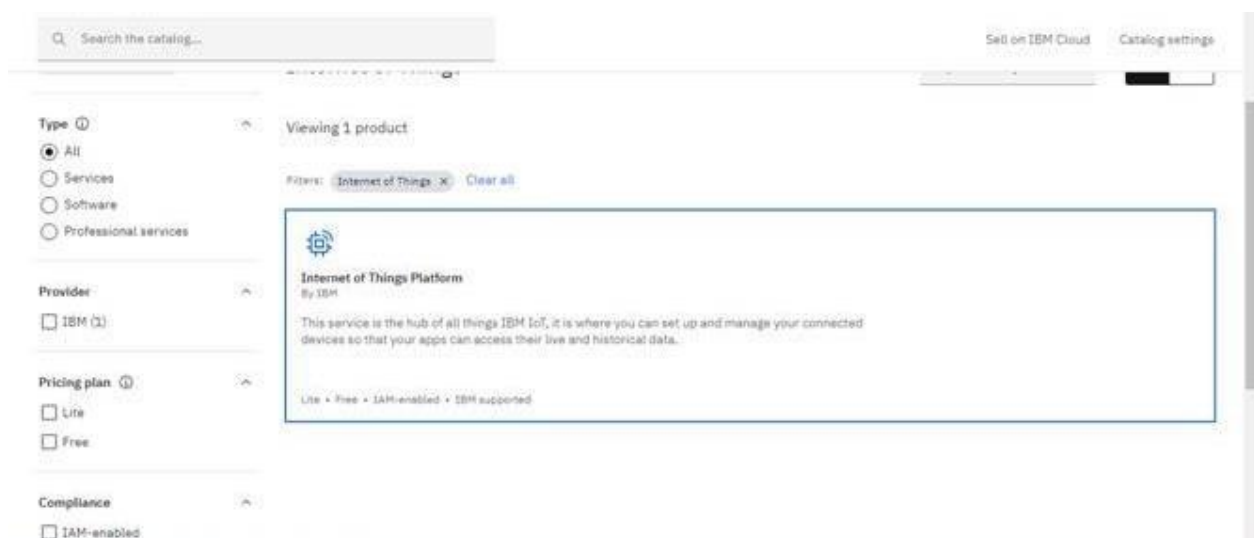 Search the catalog...
Sell on IBM Cloud
Catalog settings
Type
All
Services
Software
Professional services
Provider
IBM (1)
Pricing plan
Lite
Free
Compliance
IAM-enabled
Viewing 1 product
Filters: Internet of Things × Clear all
Internet of Things Platform
By IBM
This service is the hub of all things IBM IoT, it is where you can set up and manage your connected
devices so that your apps can access their live and historical data.
Lite • Free • IAM-enabled • IBM supported